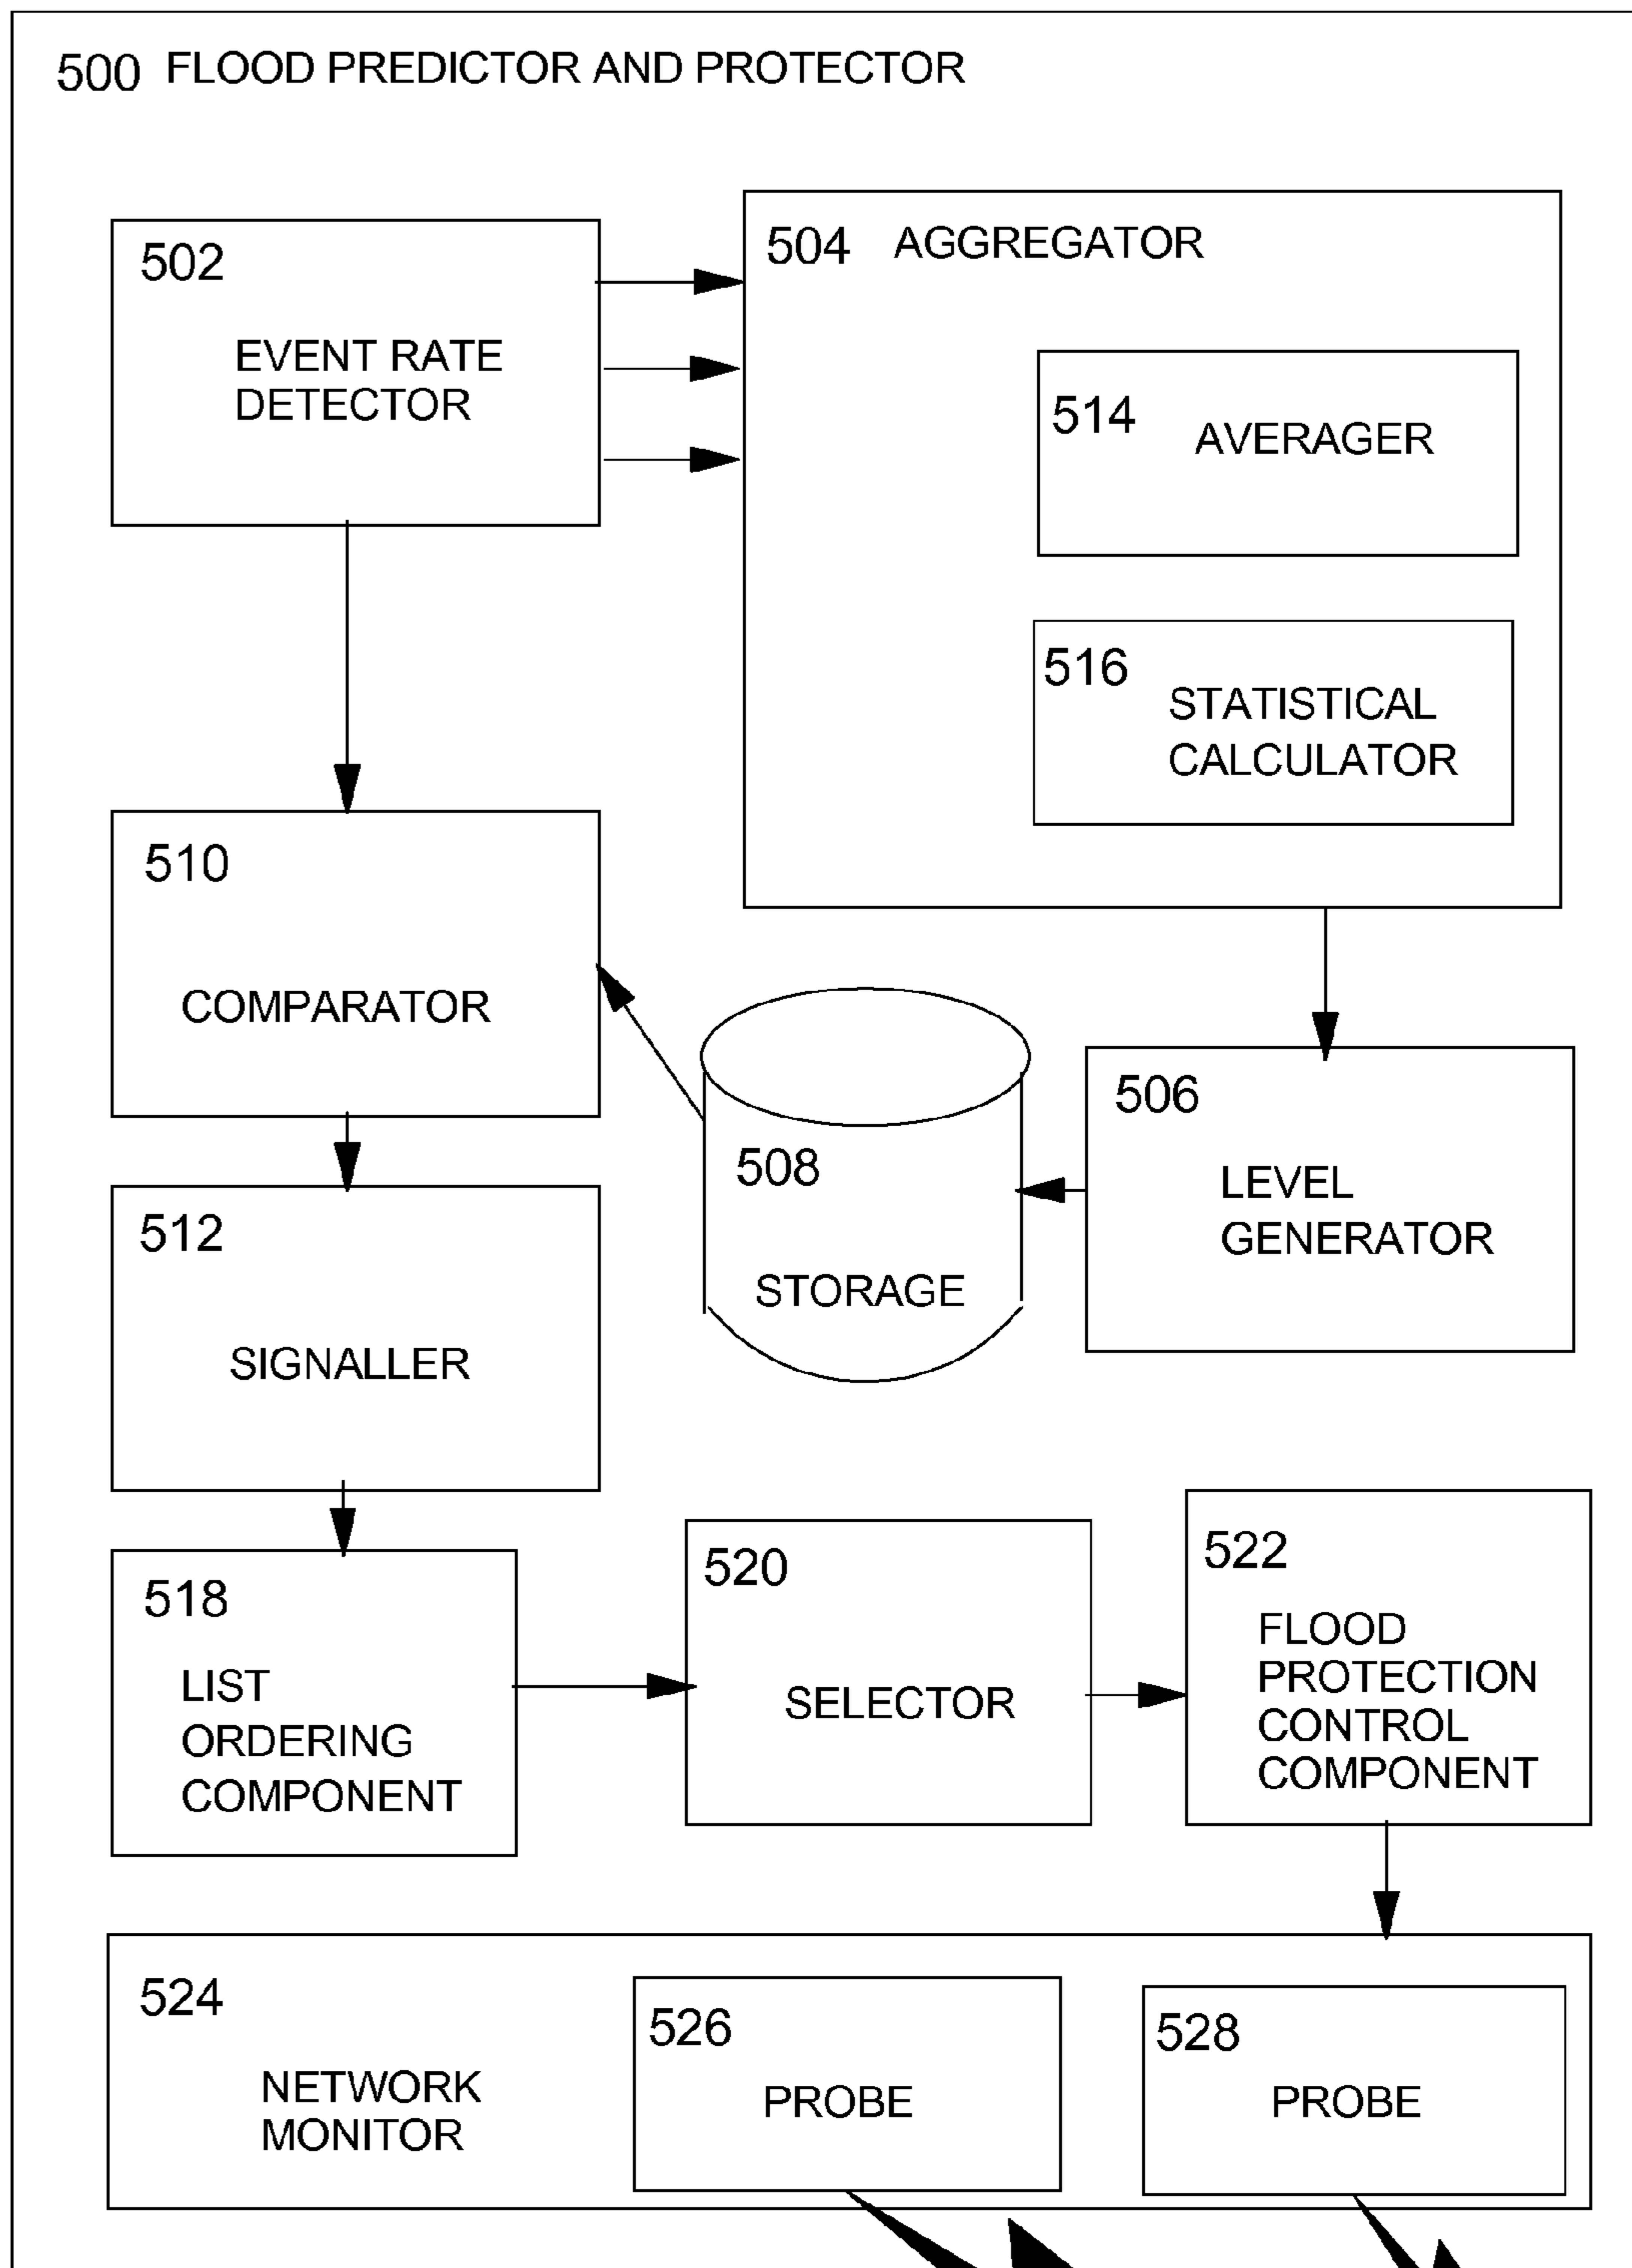 500 FLOOD PREDICTOR AND PROTECTOR
502
EVENT RATE
DETECTOR
504 AGGREGATOR
514
AVERAGER
516
STATISTICAL
CALCULATOR
510
COMPARATOR
506
LEVEL
GENERATOR
508
STORAGE
512
SIGNALLER
518
LIST
ORDERING
COMPONENT
520
SELECTOR
522
FLOOD
PROTECTION
CONTROL
COMPONENT
524
NETWORK
MONITOR
526
PROBE
528
PROBE